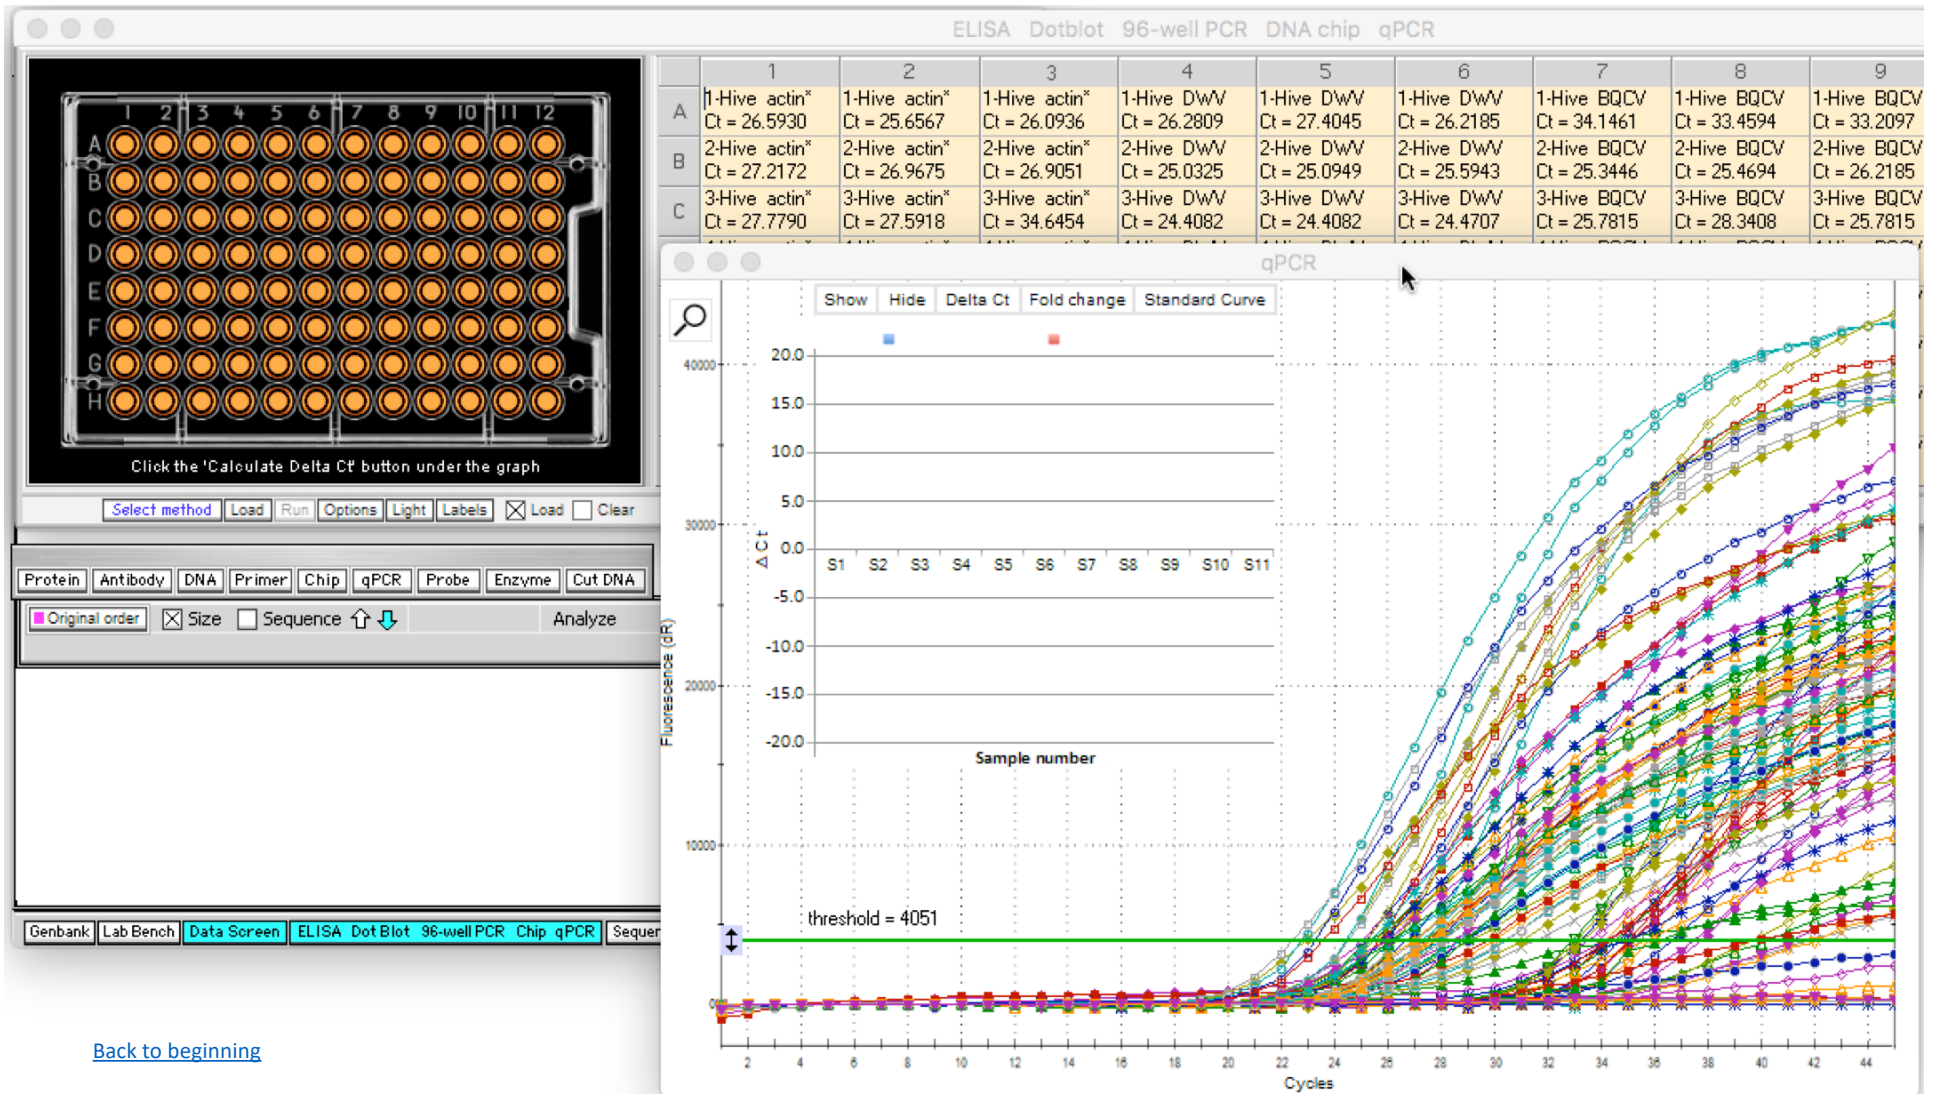 ELISA Dotblot 96-well PCR DNA chip qPCR
1 2 3 4 5 6 7 8 9 10 11 12
A
B
C
D
E
F
G
H
Click the 'Calculate Delta Ct' button under the graph
Select method Load Run Options Light Labels Load Clear
1 2 3 4 5 6 7 8 9
A
1-Hive actin* 1-Hive actin* 1-Hive actin* 1-Hive DWV 1-Hive DWV 1-Hive DWV 1-Hive BQCV 1-Hive BQCV 1-Hive BQCV
Ct = 26.5930 Ct = 25.6567 Ct = 26.0936 Ct = 26.2809 Ct = 27.4045 Ct = 26.2185 Ct = 34.1461 Ct = 33.4594 Ct = 33.2097
B
2-Hive actin* 2-Hive actin* 2-Hive actin* 2-Hive DWV 2-Hive DWV 2-Hive DWV 2-Hive BQCV 2-Hive BQCV 2-Hive BQCV
Ct = 27.2172 Ct = 26.9675 Ct = 26.9051 Ct = 25.0325 Ct = 25.0949 Ct = 25.5943 Ct = 25.3446 Ct = 25.4694 Ct = 26.2185
C
3-Hive actin* 3-Hive actin* 3-Hive actin* 3-Hive DWV 3-Hive DWV 3-Hive DWV 3-Hive BQCV 3-Hive BQCV 3-Hive BQCV
Ct = 27.7790 Ct = 27.5918 Ct = 34.6454 Ct = 24.4082 Ct = 24.4082 Ct = 24.4707 Ct = 25.7815 Ct = 28.3408 Ct = 25.7815
Protein Antibody DNA Primer Chip qPCR Probe Enzyme Cut DNA
Original order Size Sequence Analyze
Genbank Lab Bench Data Screen ELISA Dot Blot 96-well PCR Chip qPCR Sequer
qPCR
Show Hide Delta Ct Fold change Standard Curve
20.0
15.0
10.0
5.0
0.0
-5.0
-10.0
-15.0
-20.0
Δ Ct
S1 S2 S3 S4 S5 S6 S7 S8 S9 S10 S11
Sample number
40000
30000
20000
10000
0
Fluorescence (dR)
threshold = 4051
2 4 6 8 10 12 14 16 18 20 22 24 26 28 30 32 34 36 38 40 42 44
Cycles
Back to beginning